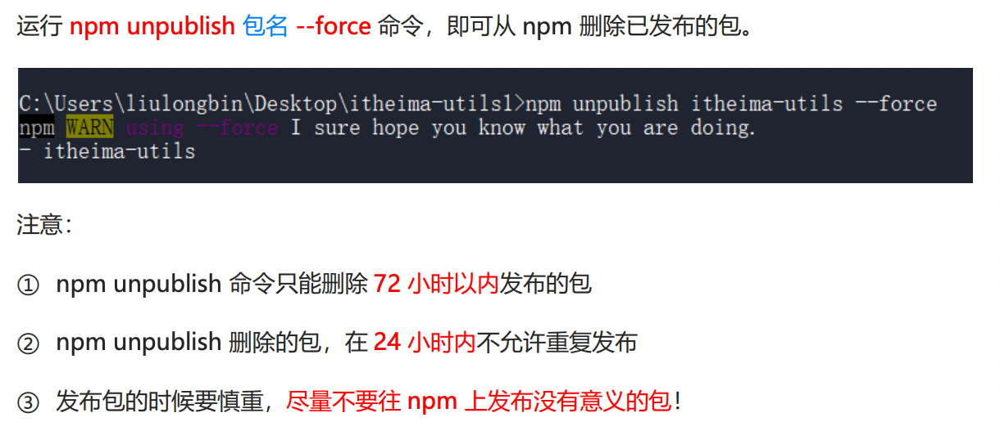 运行 npm unpublish 包名 --force 命令，即可从 npm 删除已发布的包。
C:\Users\liulongbin\Desktop\itheima-utils1>npm unpublish itheima-utils --force
npm WARN using --force I sure hope you know what you are doing.
- itheima-utils
注意：
① npm unpublish 命令只能删除 72 小时以内发布的包
② npm unpublish 删除的包，在 24 小时内不允许重复发布
③ 发布包的时候要慎重，尽量不要往 npm 上发布没有意义的包！